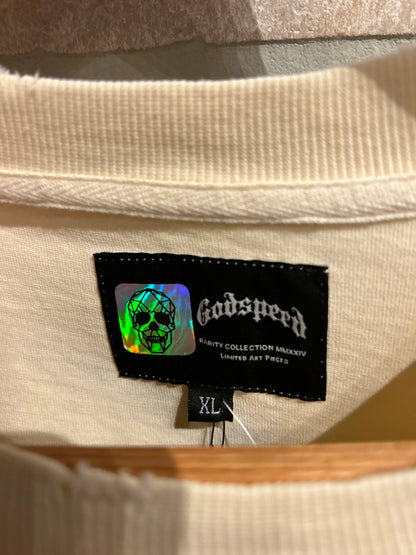 Godspeed
RARITY COLLECTION MMXXIV
LIMITED ART PIECES
XL